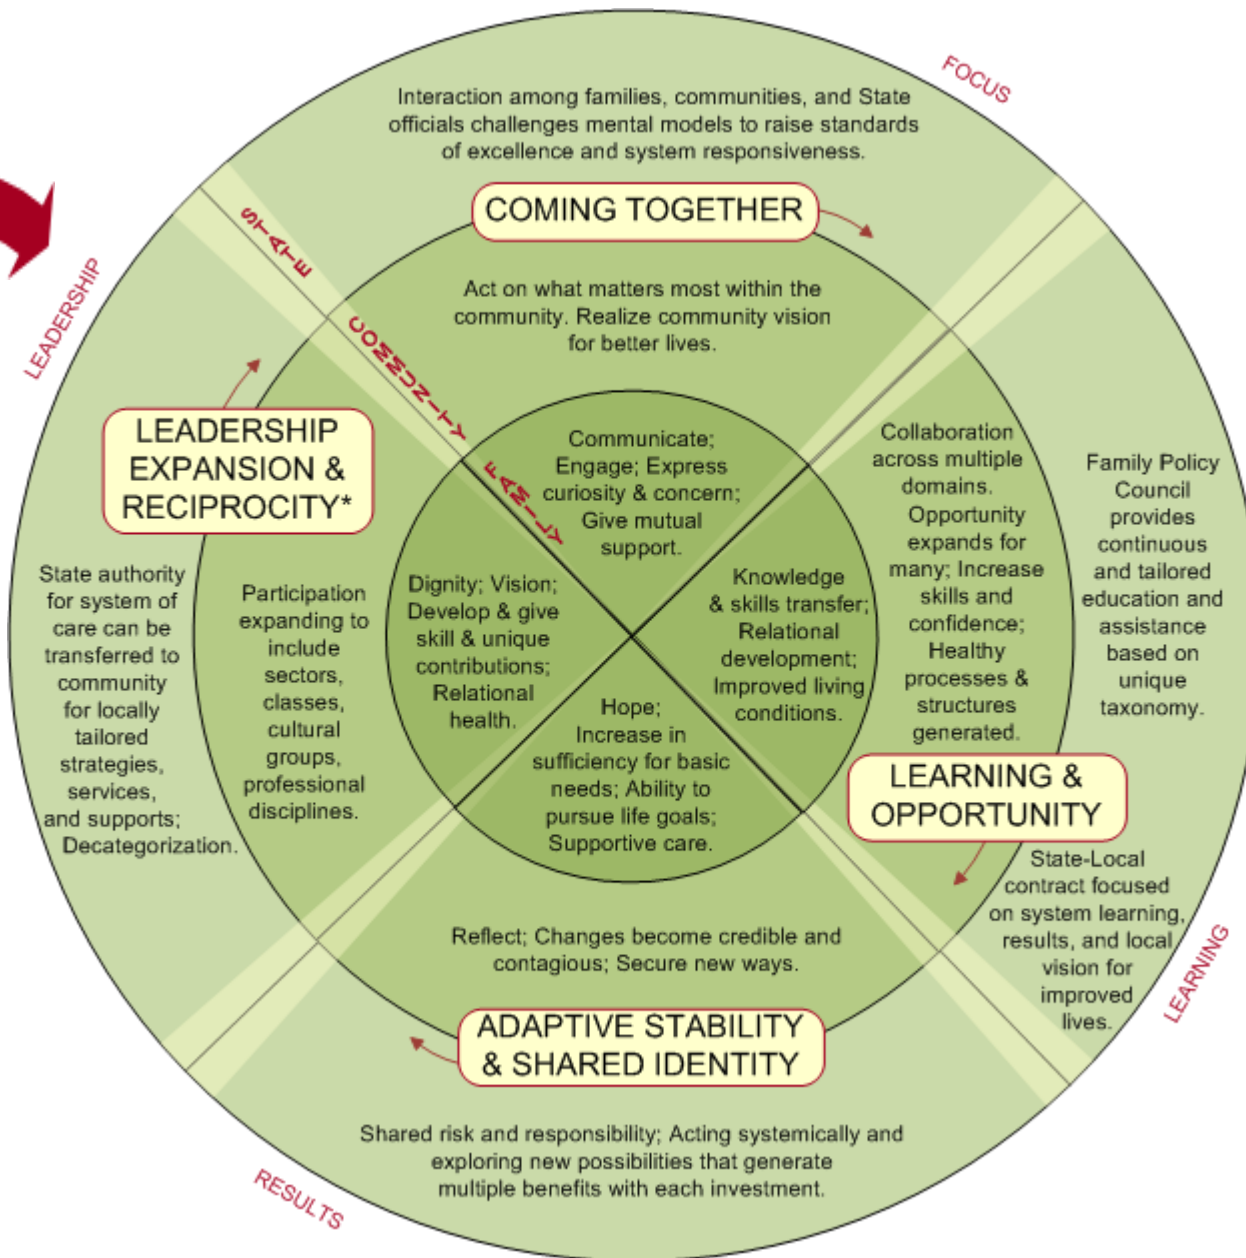 FOCUS
Interaction among families, communities, and State
officials challenges mental models to raise standards
of excellence and system responsiveness.
COMING TOGETHER
STATE
COMMUNITY
FAMILY
Act on what matters most within the
community. Realize community vision
for better lives.
Communicate;
Engage; Express
curiosity & concern;
Give mutual
support.
LEADERSHIP
LEADERSHIP
EXPANSION &
RECIPROCITY*
State authority
for system of
care can be
transferred to
community
for locally
tailored
strategies,
services,
and supports;
Decategorization.
Participation
expanding to
include
sectors,
classes,
cultural
groups,
professional
disciplines.
Dignity; Vision;
Develop & give
skill & unique
contributions;
Relational
health.
Knowledge
& skills transfer;
Relational
development;
Improved living
conditions.
Collaboration
across multiple
domains.
Opportunity
expands for
many; Increase
skills and
confidence;
Healthy
processes &
structures
generated.
Family Policy
Council
provides
continuous
and tailored
education and
assistance
based on
unique
taxonomy.
LEARNING &
OPPORTUNITY
State-Local
contract focused
on system learning,
results, and local
vision for
improved
lives.
LEARNING
Hope;
Increase in
sufficiency for basic
needs; Ability to
pursue life goals;
Supportive care.
Reflect; Changes become credible and
contagious; Secure new ways.
ADAPTIVE STABILITY
& SHARED IDENTITY
Shared risk and responsibility; Acting systemically and
exploring new possibilities that generate
multiple benefits with each investment.
RESULTS